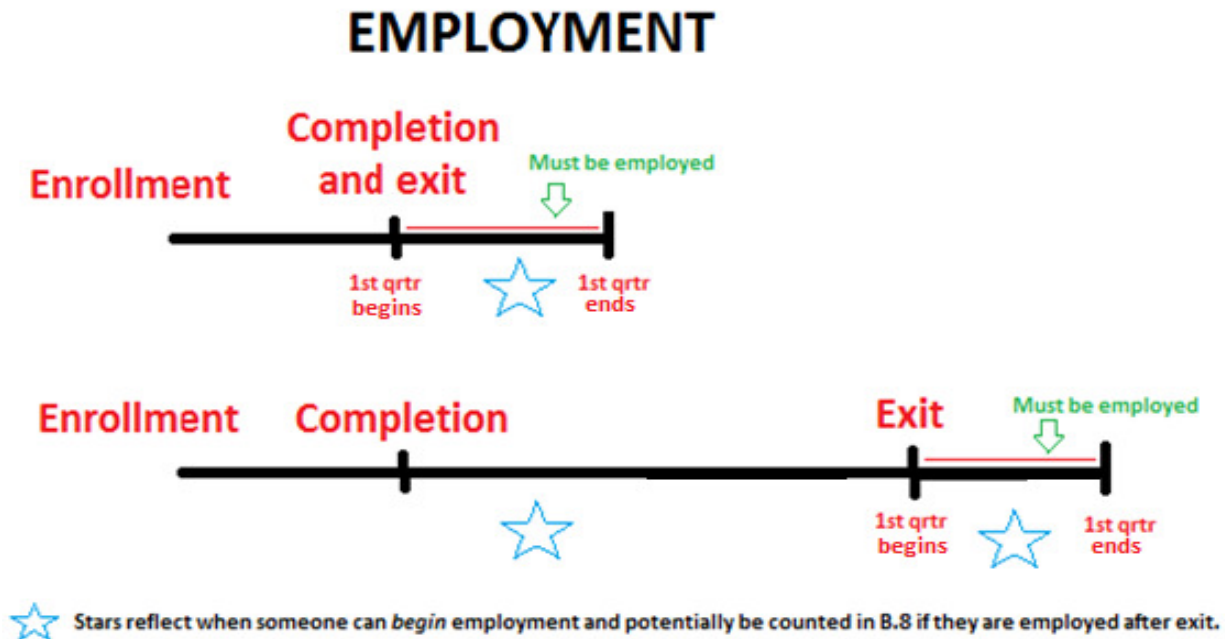 EMPLOYMENT
Enrollment
Completion
and exit
Must be employed
1st qrtr
begins
1st qrtr
ends
Enrollment
Completion
Exit
Must be employed
1st qrtr
begins
1st qrtr
ends
Stars reflect when someone can begin employment and potentially be counted in B.8 if they are employed after exit.